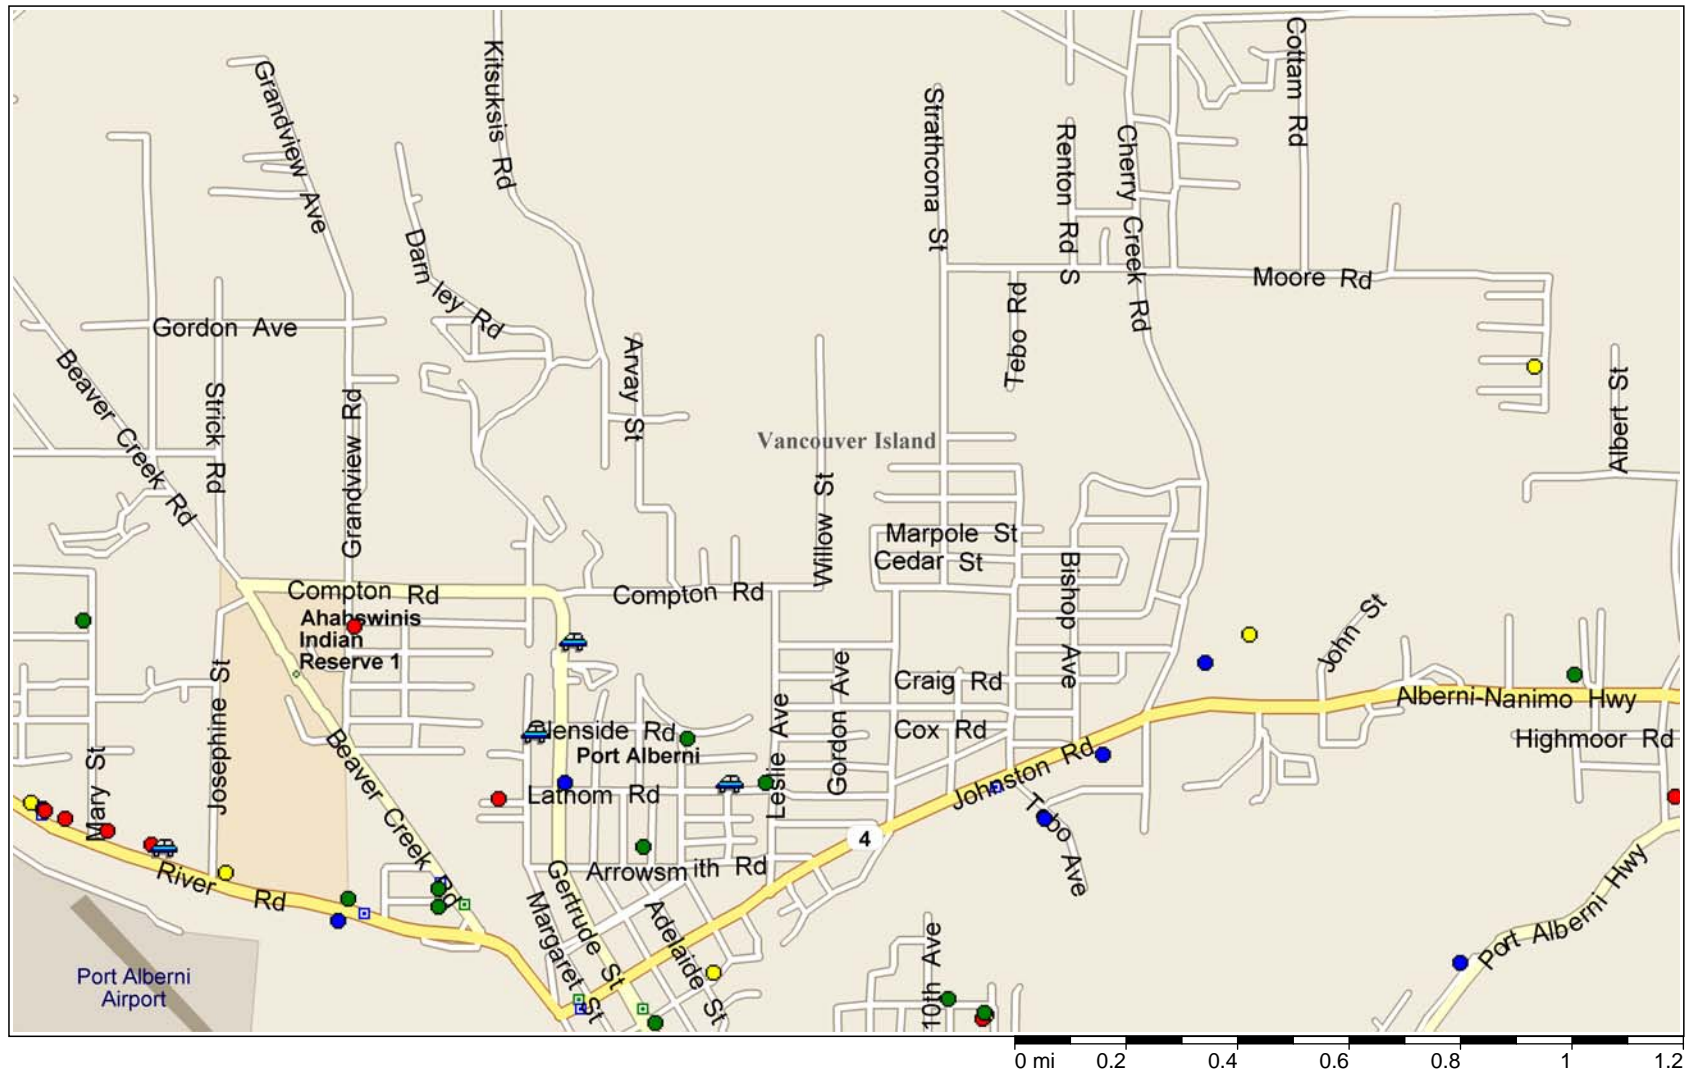 Kitsuksis Rd
Cottam Rd
Grandview Ave
Strathcona St
Renton Rd S
Cherry Creek Rd
Darnley Rd
Moore Rd
Tebo Rd
Gordon Ave
Beaver Creek Rd
Strick Rd
Grandview Rd
Arvay St
Albert St
Vancouver Island
Willow St
Marpole St
Cedar St
Bishop Ave
Compton Rd
Compton Rd
Ahahswinis
Indian
Reserve 1
John St
Josephine St
Gordon Ave
Craig Rd
Alberni-Nanimo Hwy
Leslie Ave
Cox Rd
Glenside Rd
Highmoor Rd
Port Alberni
Mary St
Beaver Creek Rd
Lathom Rd
Johnston Rd
Tebo Ave
4
River Rd
Arrowsmith Rd
Gertrude St
Margaret St
Adelaide St
10th Ave
Port Alberni Hwy
Port Alberni
Airport
0 mi 0.2 0.4 0.6 0.8 1 1.2